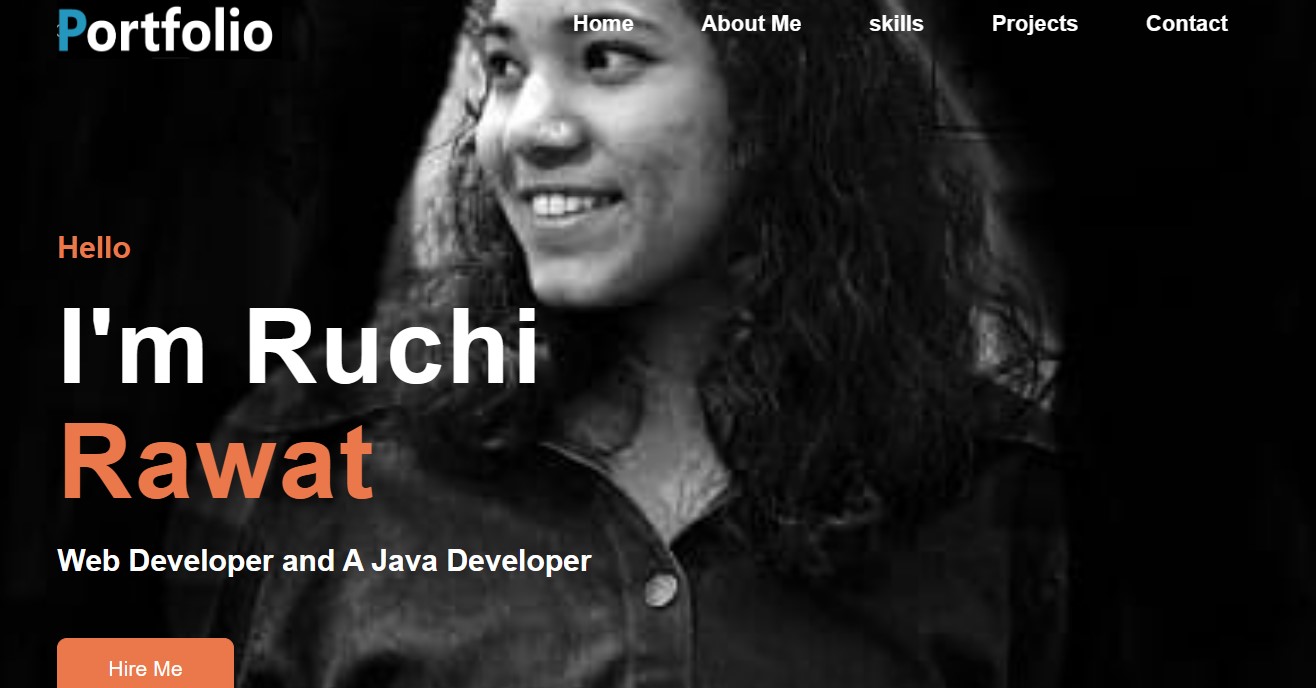 Portfolio
Home About Me skills Projects Contact
Hello
I'm Ruchi
Rawat
Web Developer and A Java Developer
Hire Me